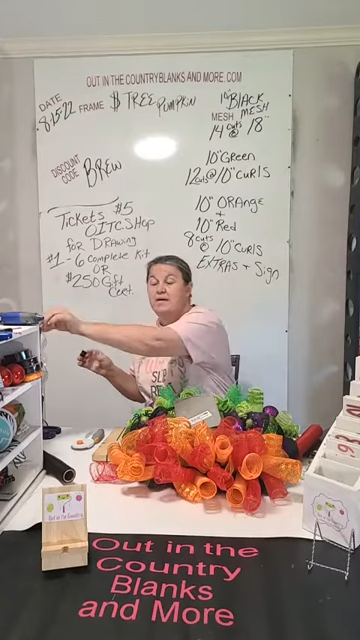 OUT IN THE COUNTRYBLANKS AND MORE.COM
DATE
8-15-22
FRAME $ TREE PUMPKIN
10" BLACK MESH
MESH 14 cuts @ 18"
DISCOUNT CODE BREW
10" Green
12 cuts @ 10" CURLS
10" ORANge
+
10" Red
8 cuts @ 10" CURLS
EXTRAS + Sign
Tickets $5
OITCShop
for DRAWing
#1 - 6 Complete Kit
OR
$250 Gift
Cert.
Out in the
Country
Blanks
and More